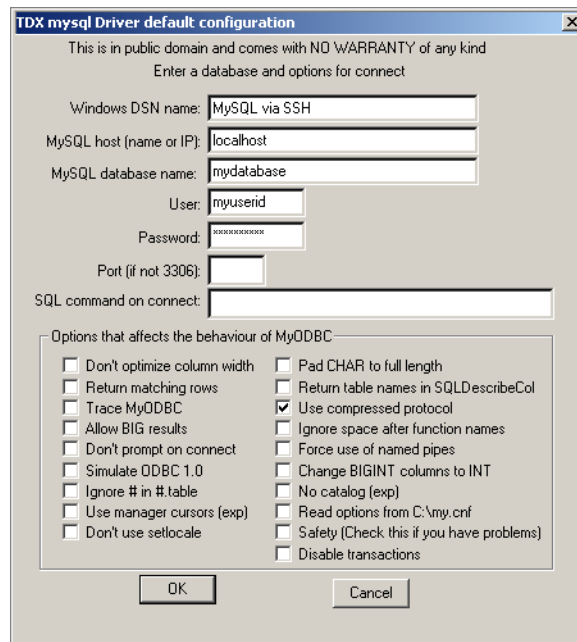 TDX mysql Driver default configuration
This is in public domain and comes with NO WARRANTY of any kind
Enter a database and options for connect
Windows DSN name: MySQL via SSH
MySQL host (name or IP): localhost
MySQL database name: mydatabase
User: myuserid
Password: **********
Port (if not 3306):
SQL command on connect:
Options that affects the behaviour of MyODBC
Don't optimize column width
Return matching rows
Trace MyODBC
Allow BIG results
Don't prompt on connect
Simulate ODBC 1.0
Ignore # in #.table
Use manager cursors (exp)
Don't use setlocale
Pad CHAR to full length
Return table names in SQLDescribeCol
Use compressed protocol
Ignore space after function names
Force use of named pipes
Change BIGINT columns to INT
No catalog (exp)
Read options from C:\my.cnf
Safety (Check this if you have problems)
Disable transactions
OK
Cancel